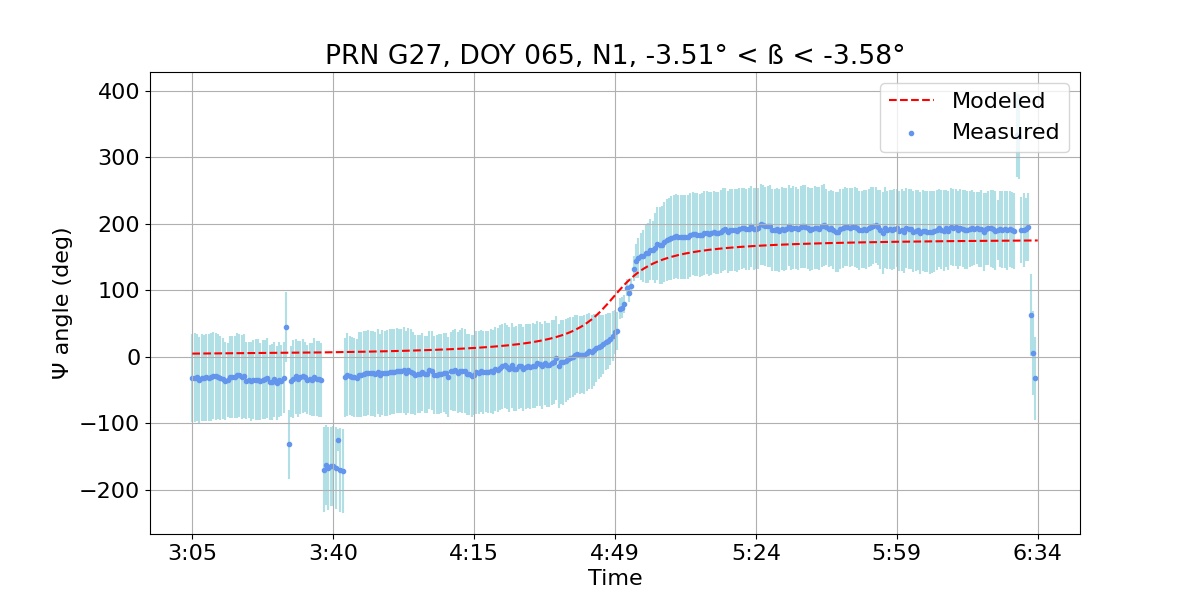 PRN G27, DOY 065, N1, -3.51° < ß < -3.58°
Ψ angle (deg)
400
300
200
100
0
−100
−200
Modeled
Measured
3:05 3:40 4:15 4:49 5:24 5:59 6:34
Time